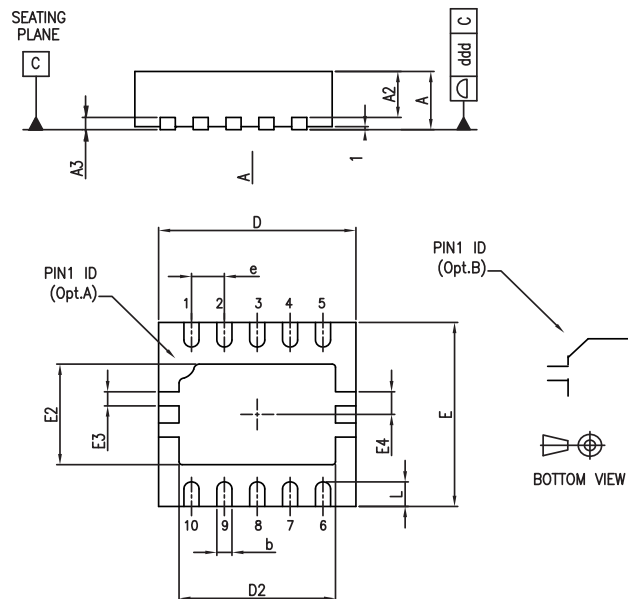 SEATING
PLANE
C
C
ddd
A3
A2
A
1
A
D
PIN1 ID
(Opt.A)
e
PIN1 ID
(Opt.B)
1 2 3 4 5
E2
E3
E4
E
L
10 9 8 7 6
b
D2
BOTTOM VIEW